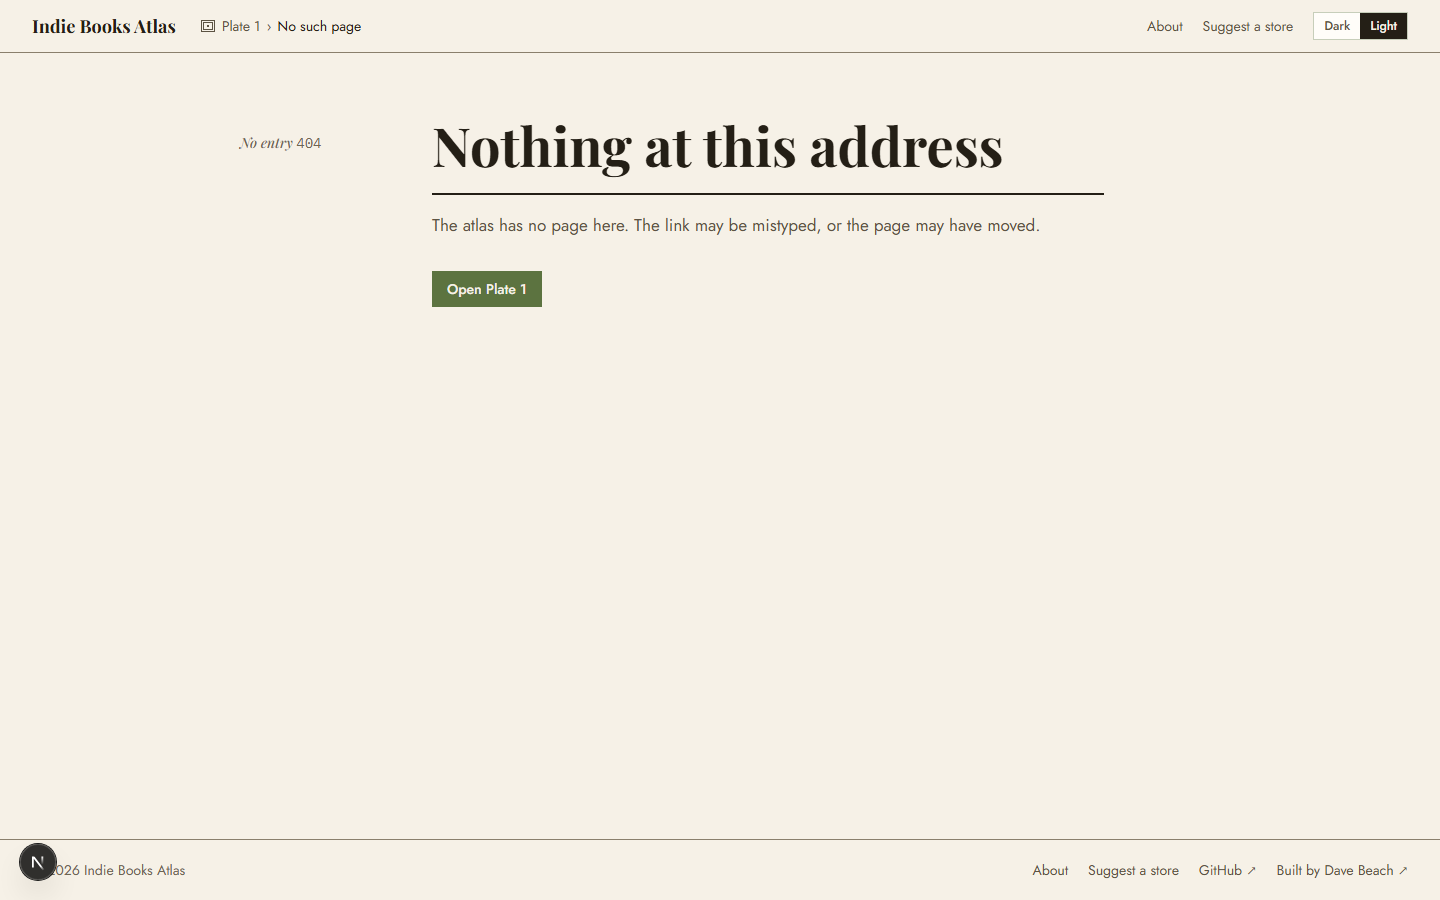 Indie Books Atlas Plate 1 › No such page About Suggest a store Dark Light
No entry 404
Nothing at this address
The atlas has no page here. The link may be mistyped, or the page may have moved.
Open Plate 1
N 026 Indie Books Atlas About Suggest a store GitHub ↗ Built by Dave Beach ↗